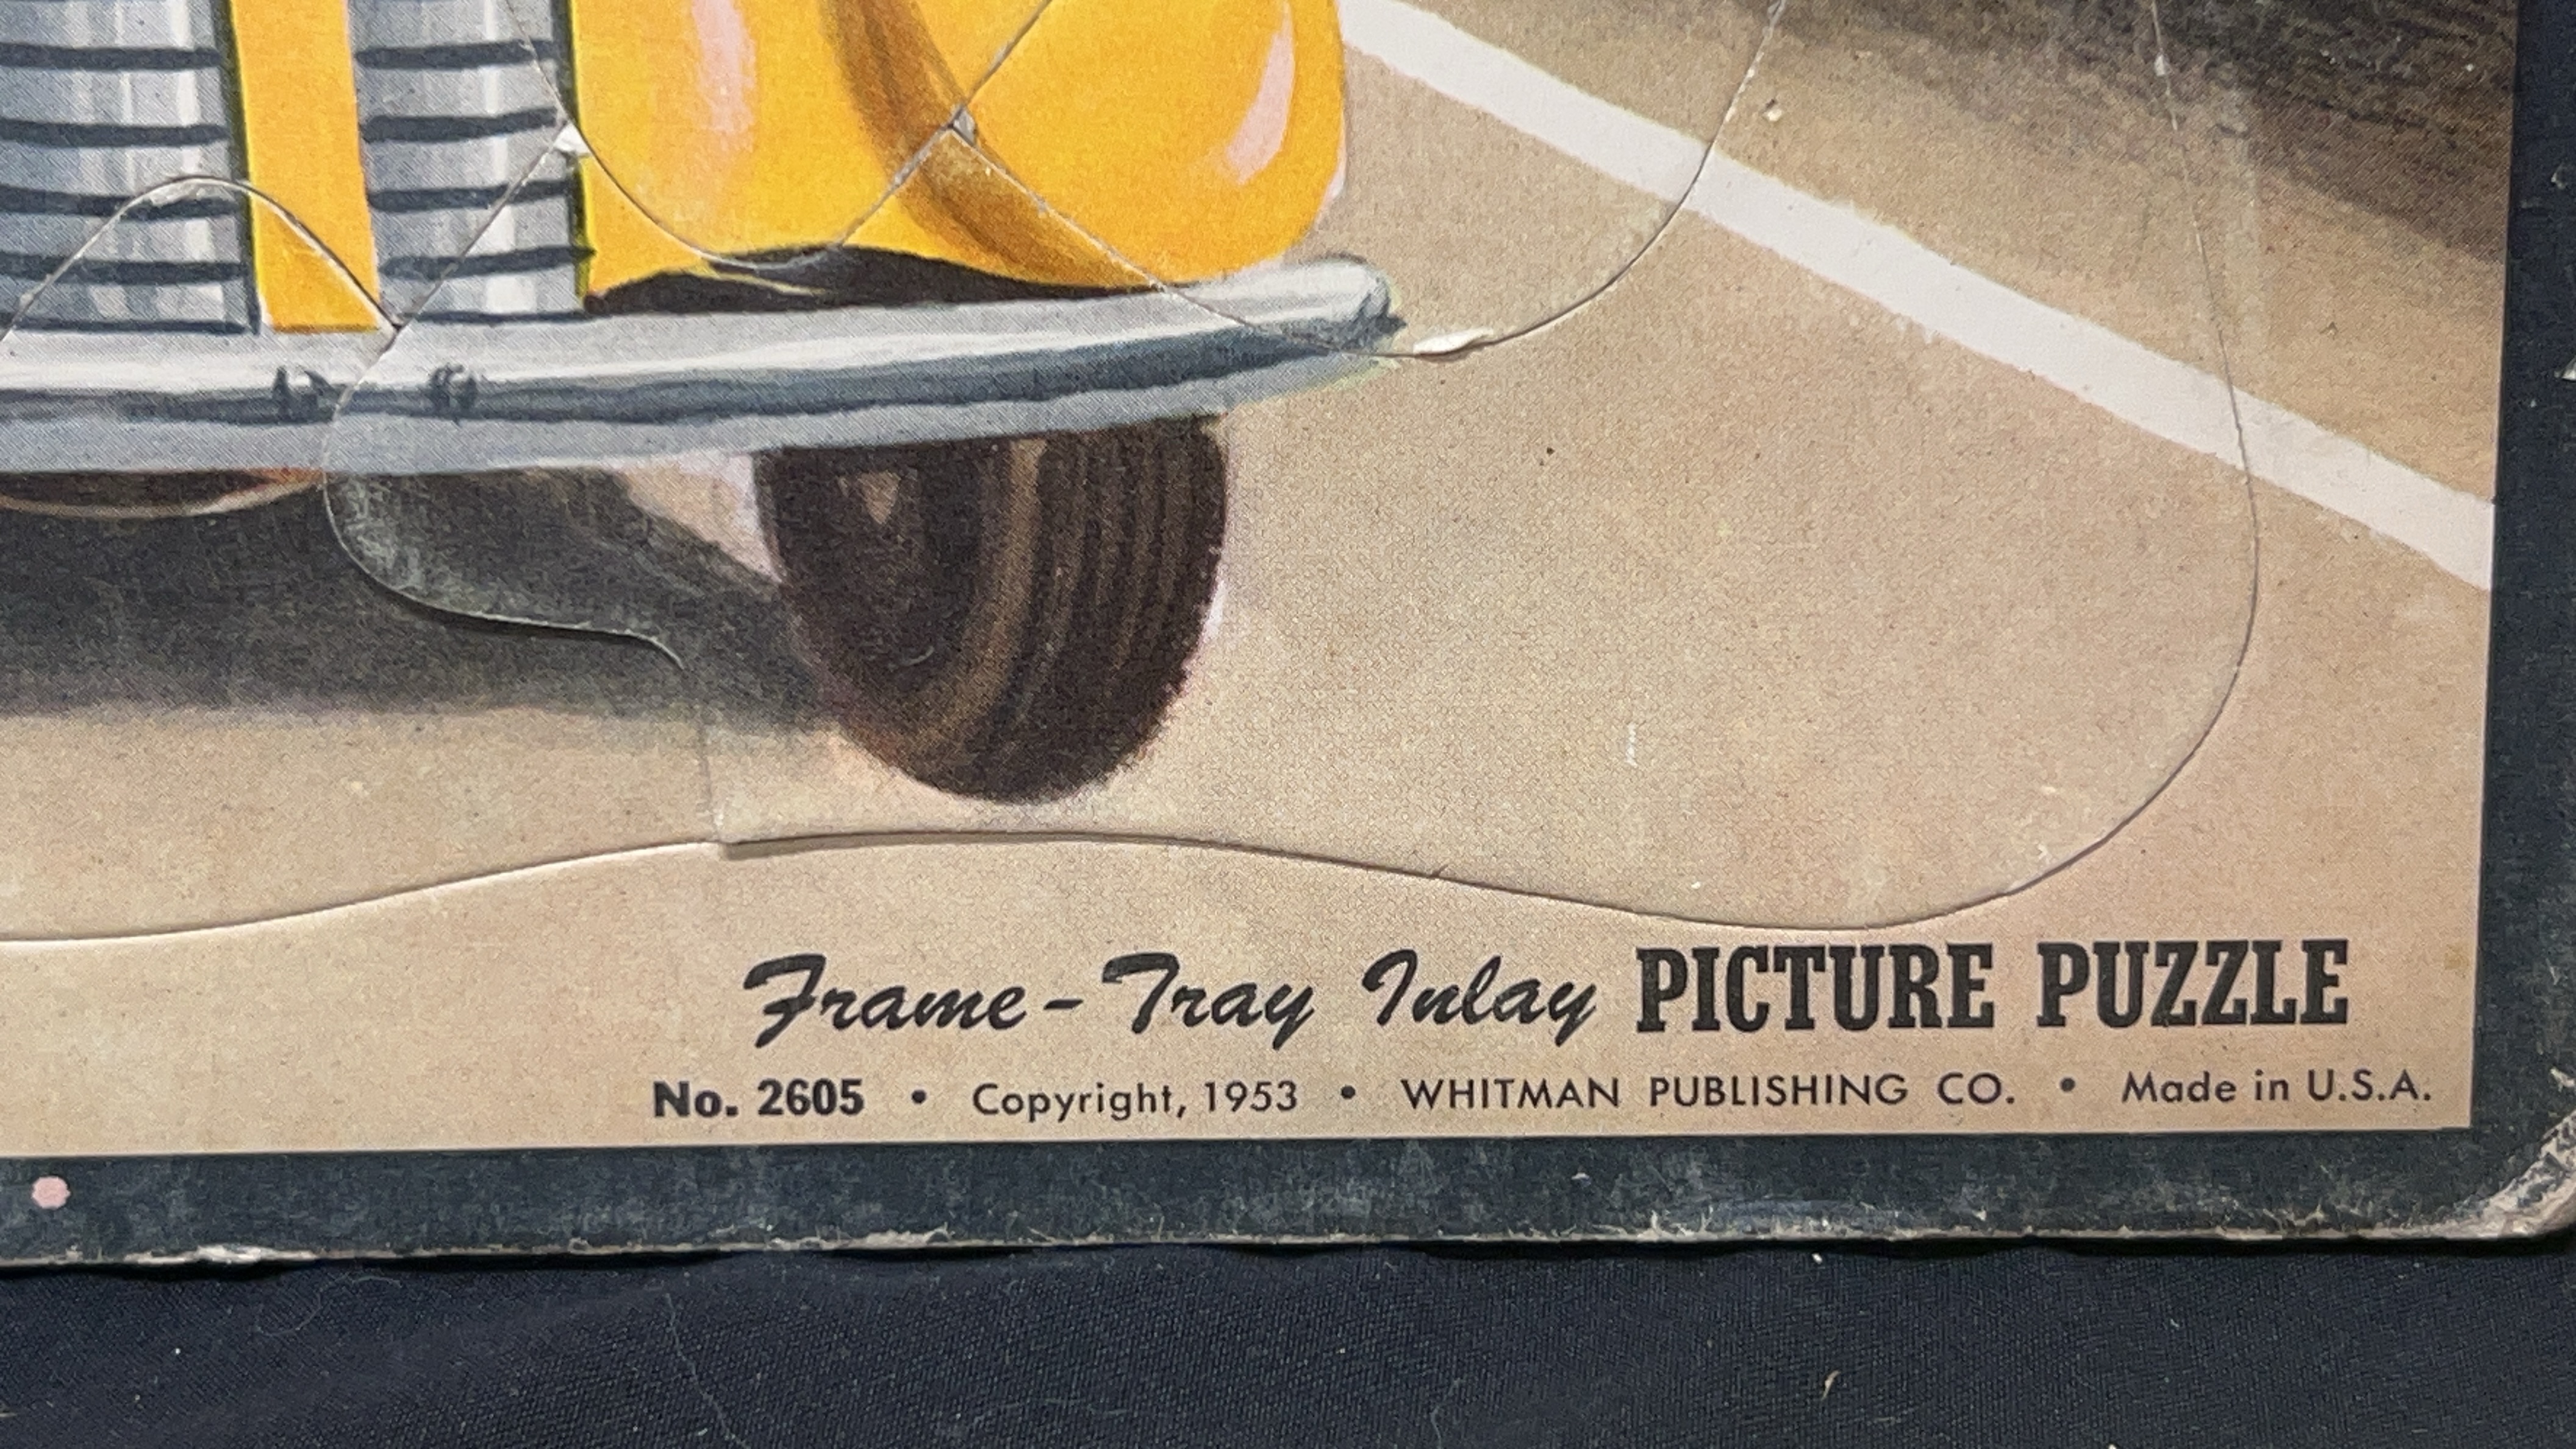 Frame-Tray Inlay PICTURE PUZZLE
No. 2605 • Copyright, 1953 • WHITMAN PUBLISHING CO. • Made in U.S.A.